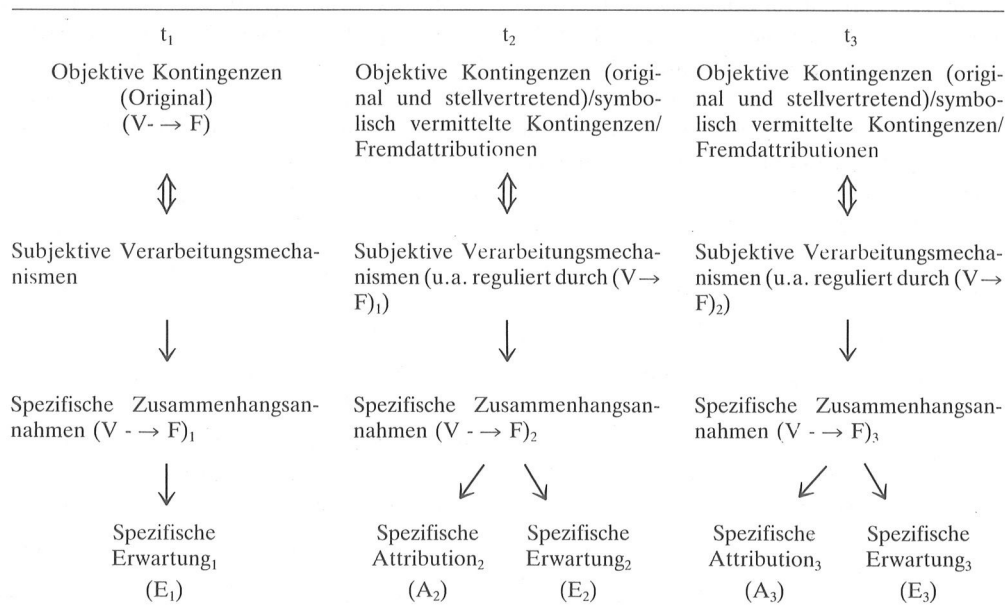 t₁ t₂ t₃
Objektive Kontingenzen Objektive Kontingenzen (origi- Objektive Kontingenzen (origi-
(Original) nal und stellvertretend)/symbo- nal und stellvertretend)/symbo-
(V- → F) lisch vermittelte Kontingenzen/ lisch vermittelte Kontingenzen/
Fremdattributionen Fremdattributionen
⇕ ⇕ ⇕
Subjektive Verarbeitungsmecha- Subjektive Verarbeitungsmecha- Subjektive Verarbeitungsmecha-
nismen nismen (u.a. reguliert durch (V→ nismen (u.a. reguliert durch (V→
F)₁) F)₂)
↓ ↓ ↓
Spezifische Zusammenhangsan- Spezifische Zusammenhangsan- Spezifische Zusammenhangsan-
nahmen (V - → F)₁ nahmen (V - → F)₂ nahmen (V - → F)₃
↓ ↙ ↘ ↙ ↘
Spezifische Spezifische Spezifische Spezifische Spezifische
Erwartung₁ Attribution₂ Erwartung₂ Attribution₃ Erwartung₃
(E₁) (A₂) (E₂) (A₃) (E₃)